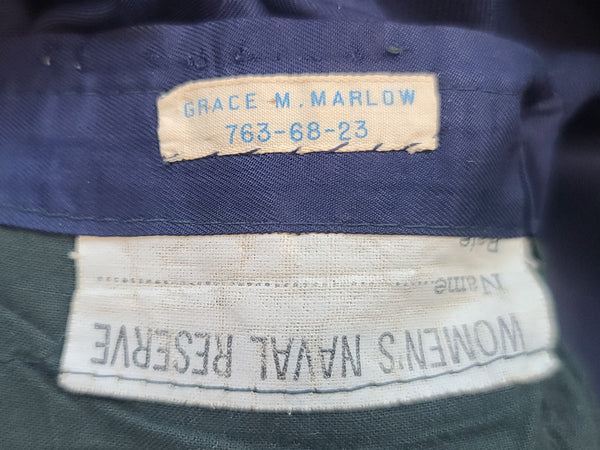 GRACE M. MARLOW
763-68-23
WOMEN'S NAVAL RESERVE
Name
Rate